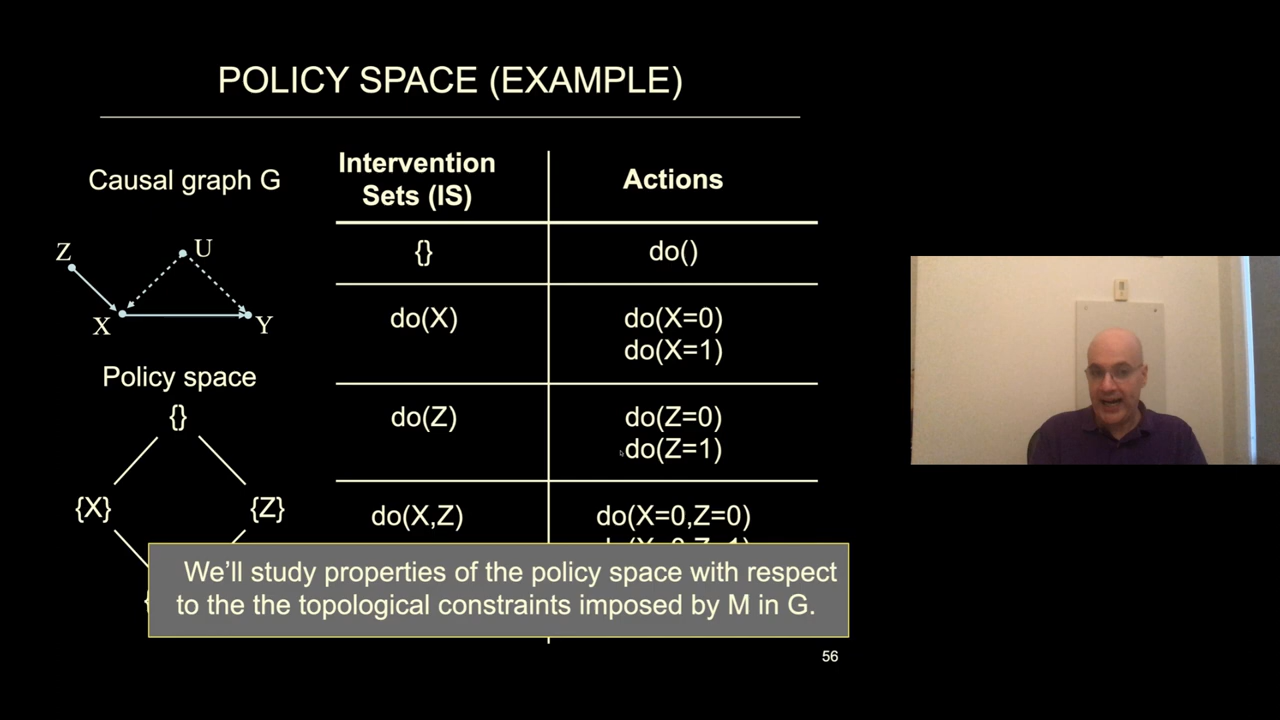 POLICY SPACE (EXAMPLE)
Causal graph G
Z
U
X
Y
Policy space
{}
{X}
{Z}
Intervention
Sets (IS)
Actions
{}
do()
do(X)
do(X=0)
do(X=1)
do(Z)
do(Z=0)
do(Z=1)
do(X,Z)
do(X=0,Z=0)
We’ll study properties of the policy space with respect
to the the topological constraints imposed by M in G.
56